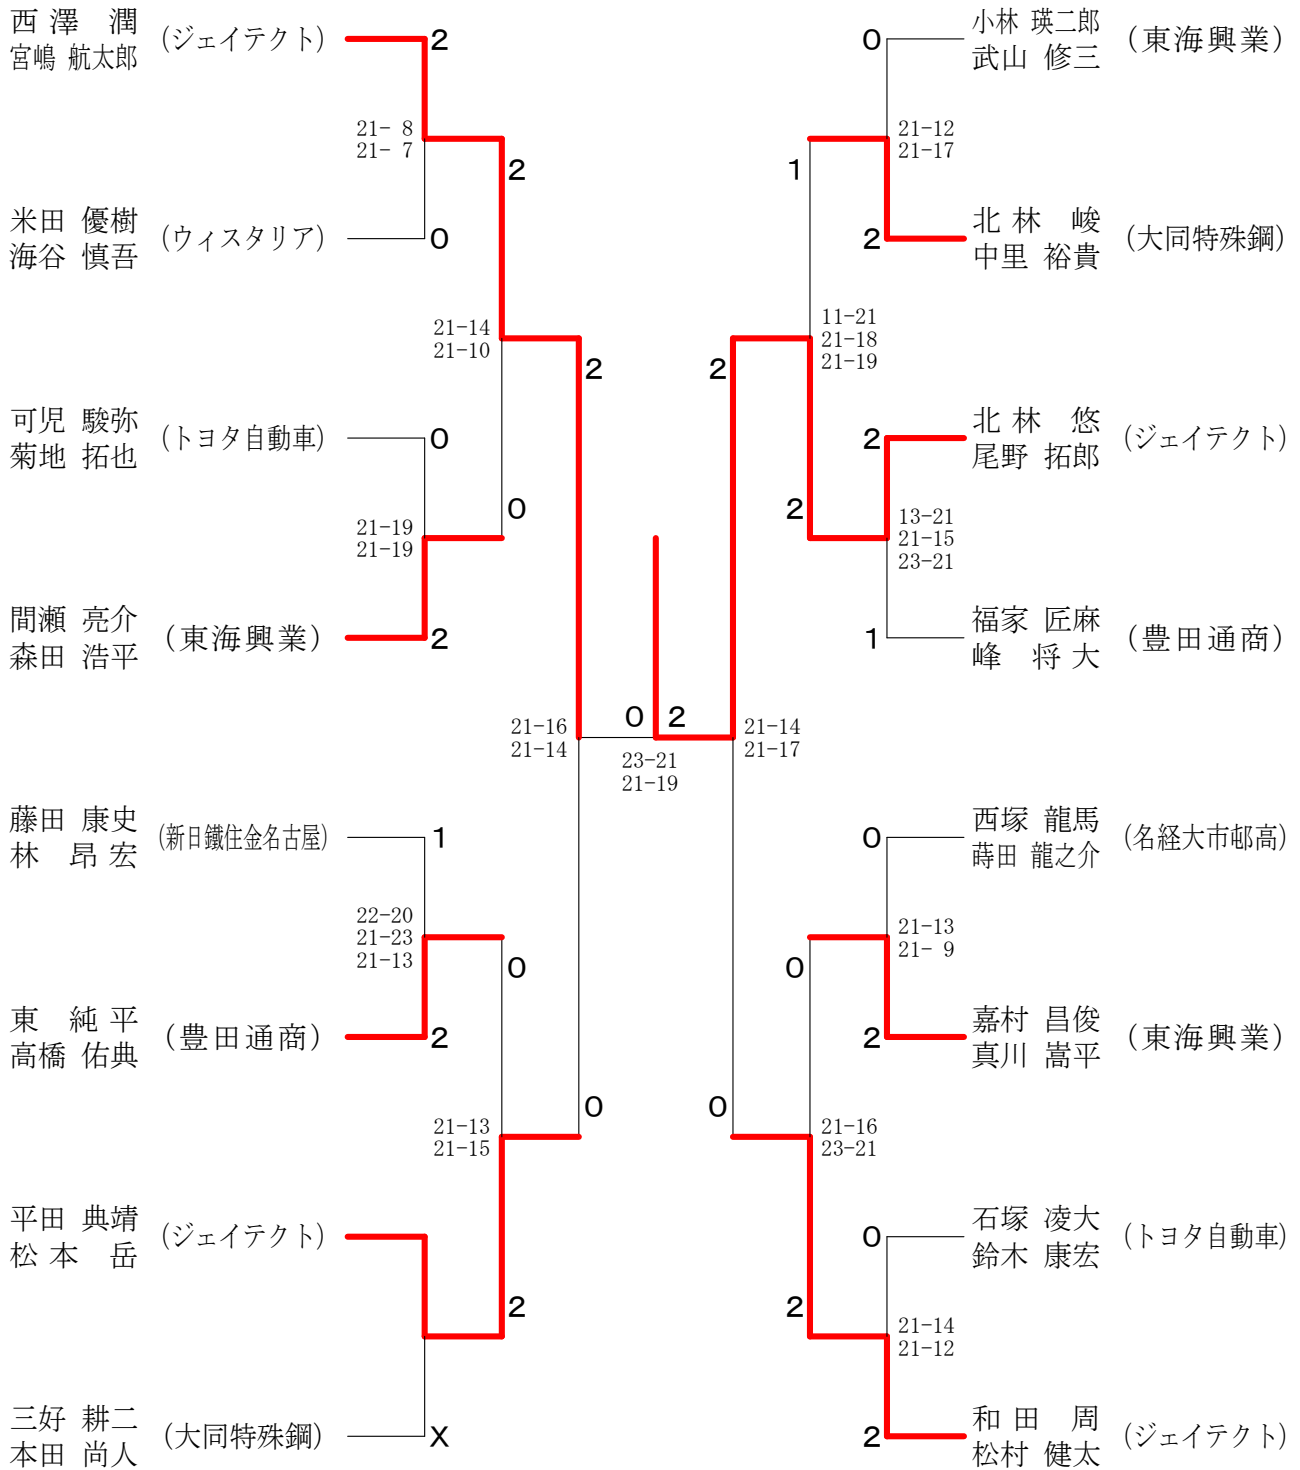 西澤 潤
宮嶋 航太郎
(ジェイテクト)
2
21- 8
21- 7
2
米田 優樹
海谷 慎吾
(ウィスタリア)
0
21-14
21-10
2
可児 駿弥
菊地 拓也
(トヨタ自動車)
0
21-19
21-19
0
間瀬 亮介
森田 浩平
(東海興業)
2
21-16
21-14
藤田 康史
林 昂宏
(新日鐵住金名古屋)
1
22-20
21-23
21-13
0
東 純平
高橋 佑典
(豊田通商)
2
21-13
21-15
0
平田 典靖
松本 岳
(ジェイテクト)
2
三好 耕二
本田 尚人
(大同特殊鋼)
X
0 2
23-21
21-19
0
小林 瑛二郎
武山 修三
(東海興業)
21-12
21-17
1
2
北林 峻
中里 裕貴
(大同特殊鋼)
11-21
21-18
21-19
2
2
北林 悠
尾野 拓郎
(ジェイテクト)
2
13-21
21-15
23-21
1
福家 匠麻
峰 将大
(豊田通商)
21-14
21-17
0
西塚 龍馬
蒔田 龍之介
(名経大市邨高)
21-13
21- 9
0
2
嘉村 昌俊
真川 嵩平
(東海興業)
0
21-16
23-21
0
石塚 凌大
鈴木 康宏
(トヨタ自動車)
2
21-14
21-12
2
和田 周
松村 健太
(ジェイテクト)